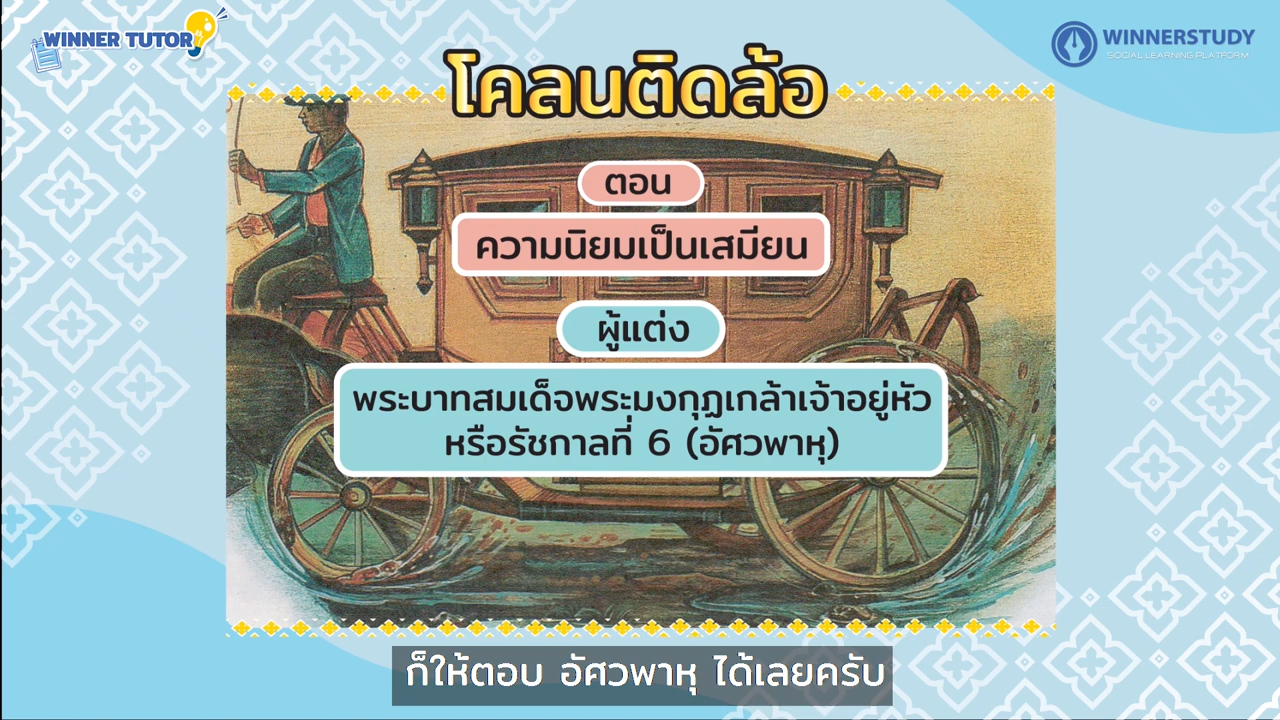 WINNER TUTOR
WINNERSTUDY
SOCIAL LEARNING PLATFORM
โคลนติดล้อ
ตอน
ความนิยมเป็นเสมียน
ผู้แต่ง
พระบาทสมเด็จพระมงกุฎเกล้าเจ้าอยู่หัว
หรือรัชกาลที่ 6 (อัศวพาหุ)
ก็ให้ตอบ อัศวพาหุ ได้เลยครับ